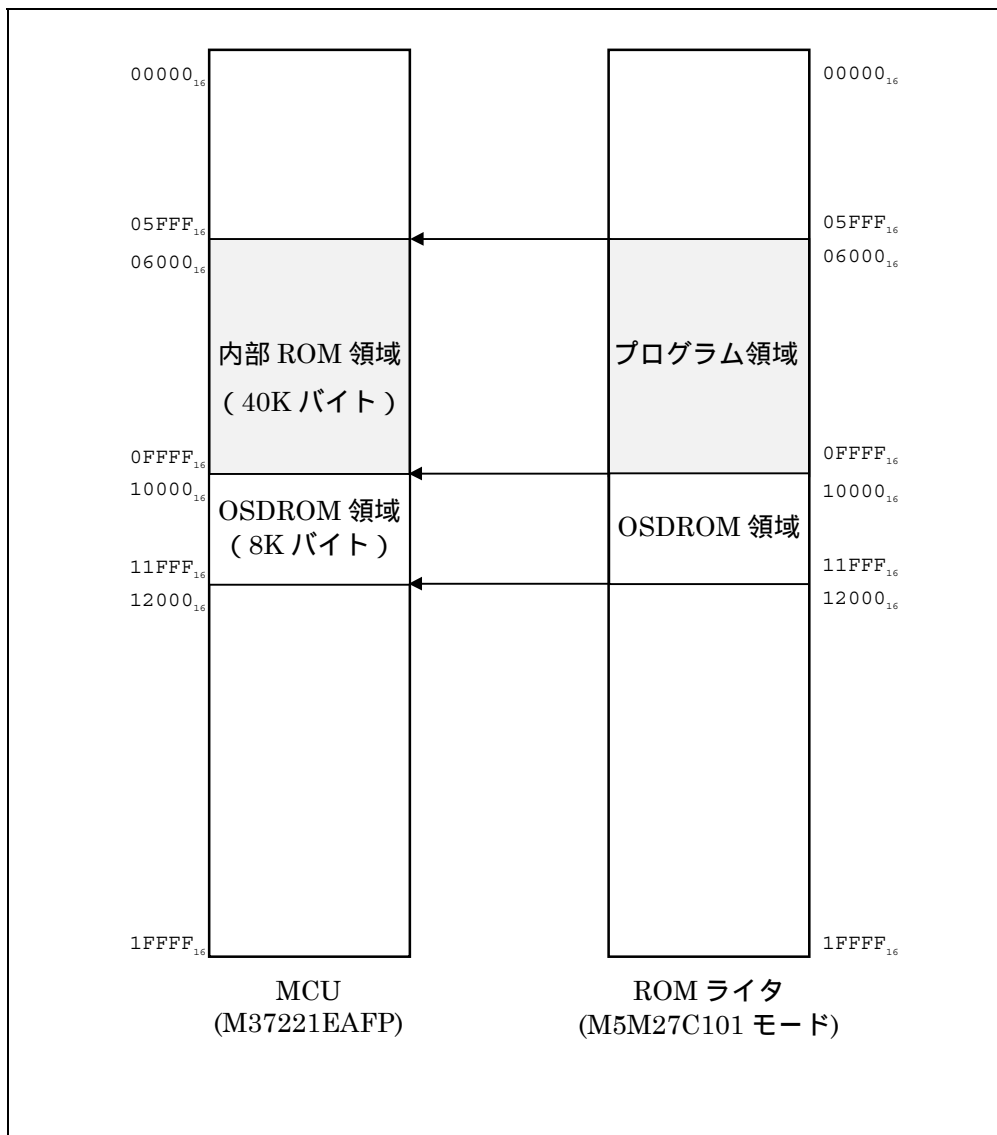 00000₁₆
00000₁₆
05FFF₁₆
05FFF₁₆
06000₁₆
06000₁₆
内部 ROM 領域
( 40K バイト )
プログラム領域
0FFFF₁₆
0FFFF₁₆
10000₁₆
10000₁₆
OSDROM 領域
( 8K バイト )
OSDROM 領域
11FFF₁₆
11FFF₁₆
12000₁₆
12000₁₆
1FFFF₁₆
1FFFF₁₆
MCU
(M37221EAFP)
ROM ライタ
(M5M27C101 モード)